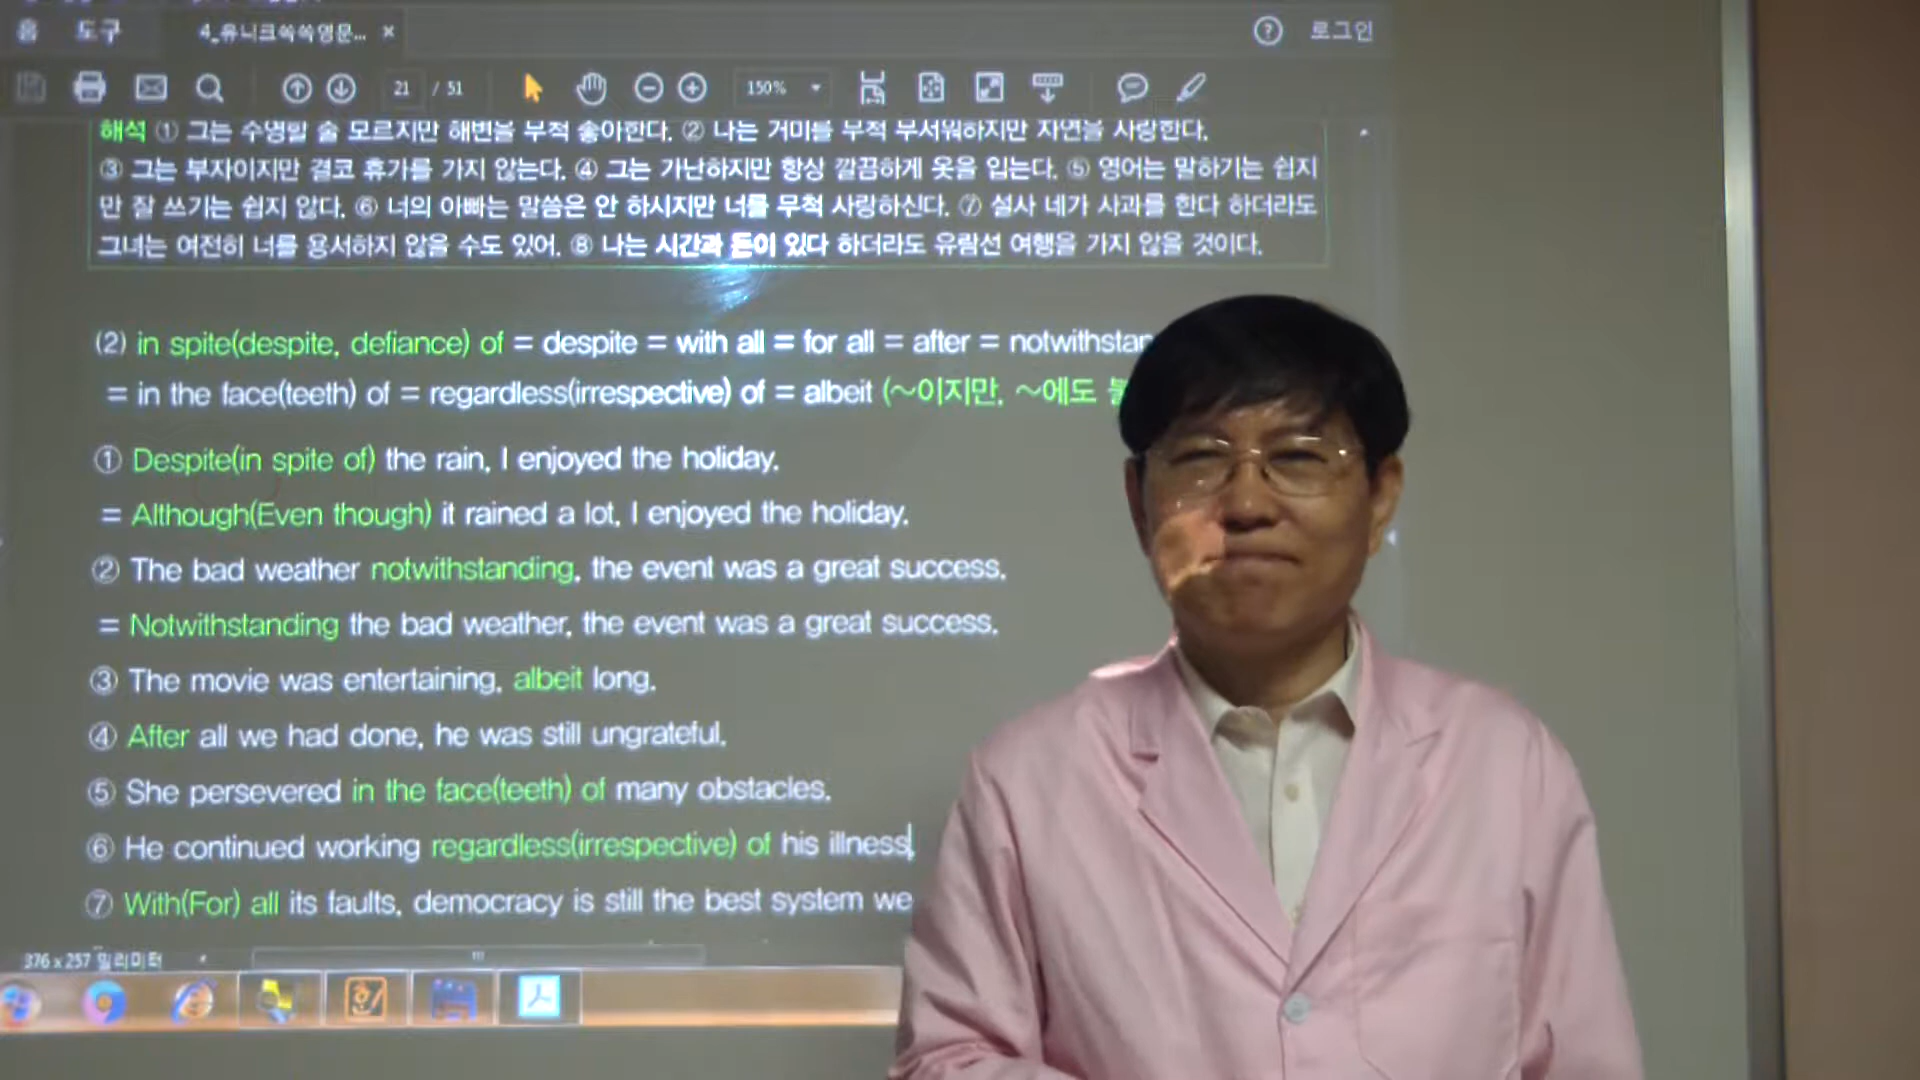 홈 도구 4_유니크쏙쏙영문... × ? 로그인
21 / 51 150%
해석 ① 그는 수영할 줄 모르지만 해변을 무척 좋아한다. ② 나는 거미를 무척 무서워하지만 자연을 사랑한다.
③ 그는 부자이지만 결코 휴가를 가지 않는다. ④ 그는 가난하지만 항상 깔끔하게 옷을 입는다. ⑤ 영어는 말하기는 쉽지
만 잘 쓰기는 쉽지 않다. ⑥ 너의 아빠는 말씀은 안 하시지만 너를 무척 사랑하신다. ⑦ 설사 네가 사과를 한다 하더라도
그녀는 여전히 너를 용서하지 않을 수도 있어. ⑧ 나는 시간과 돈이 있다 하더라도 유람선 여행을 가지 않을 것이다.
(2) in spite(despite, defiance) of = despite = with all = for all = after = notwithstan
= in the face(teeth) of = regardless(irrespective) of = albeit (~이지만, ~에도
① Despite(in spite of) the rain, I enjoyed the holiday.
= Although(Even though) it rained a lot, I enjoyed the holiday.
② The bad weather notwithstanding, the event was a great success.
= Notwithstanding the bad weather, the event was a great success.
③ The movie was entertaining, albeit long.
④ After all we had done, he was still ungrateful.
⑤ She persevered in the face(teeth) of many obstacles.
⑥ He continued working regardless(irrespective) of his illness.
⑦ With(For) all its faults, democracy is still the best system we
376 x 257 밀리미터